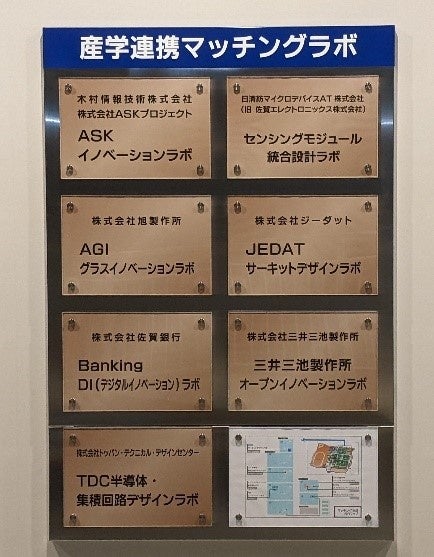 産学連携マッチングラボ
木村情報技術株式会社
株式会社ASKプロジェクト
ASK
イノベーションラボ
日清紡マイクロデバイスAT 株式会社
(旧 佐賀エレクトロニックス株式会社)
センシングモジュール
統合設計ラボ
株式会社旭製作所
AGI
グラスイノベーションラボ
株式会社ジーダット
JEDAT
サーキットデザインラボ
株式会社佐賀銀行
Banking
DI(デジタルイノベーション)ラボ
株式会社三井三池製作所
三井三池製作所
オープンイノベーションラボ
株式会社トッパン・テクニカル・デザインセンター
TDC半導体・
集積回路デザインラボ